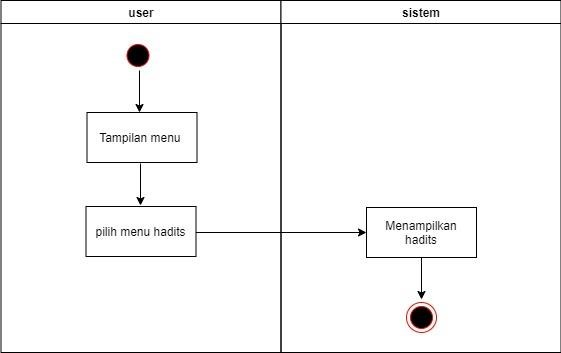 user
sistem
Tampilan menu
pilih menu hadits
Menampilkan
hadits